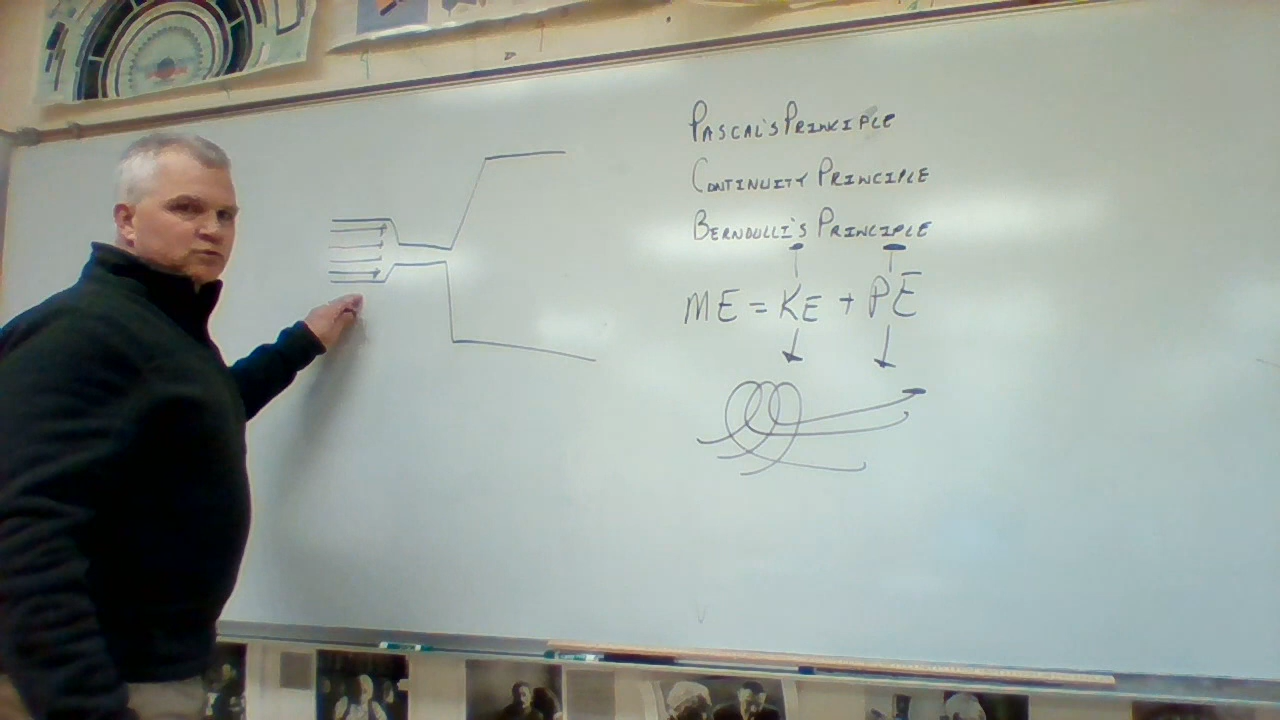 PASCAL'S PRINCIPLE
CONTINUITY PRINCIPLE
BERNOULLI'S PRINCIPLE
ME = KE + PE